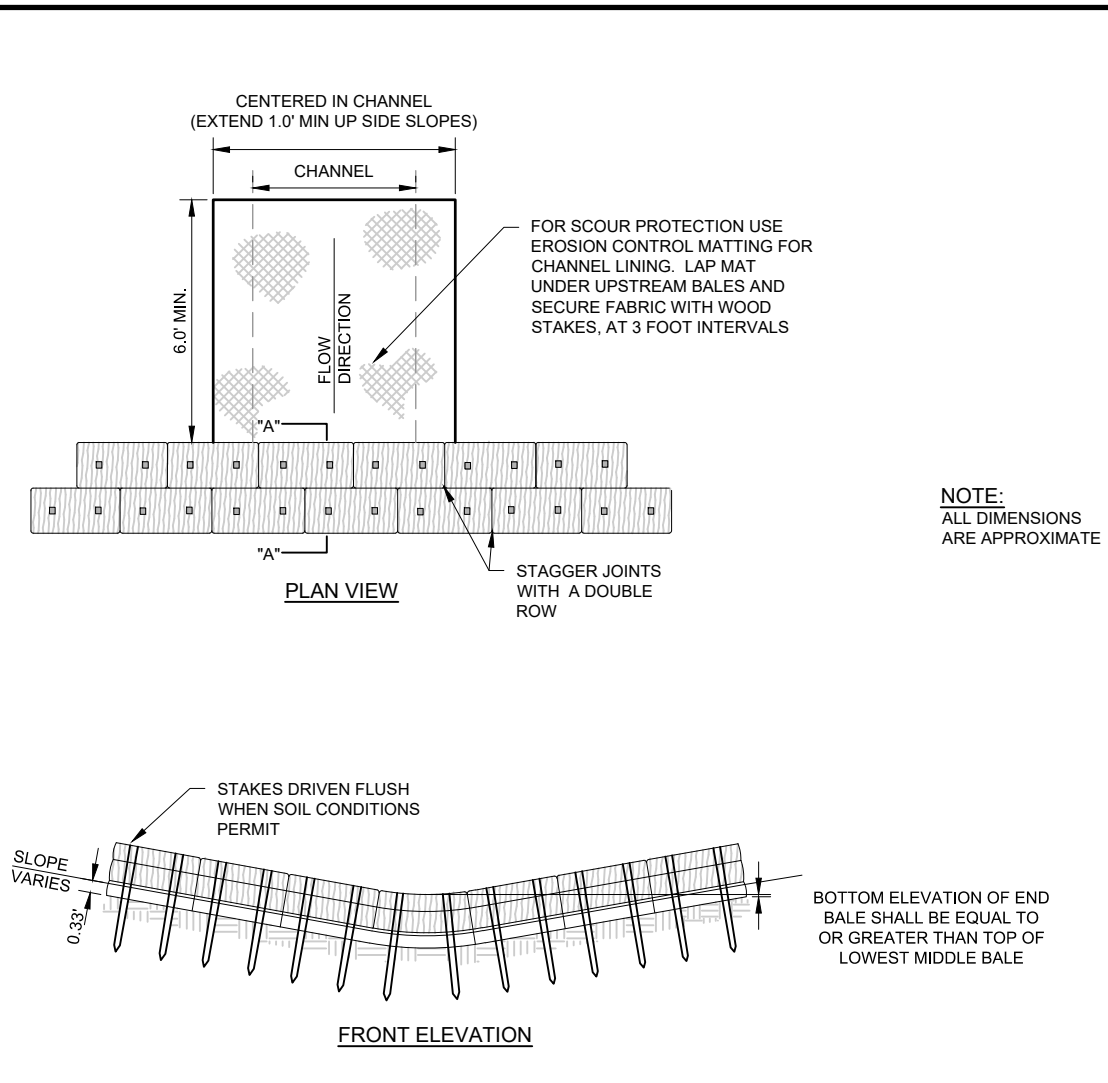 CENTERED IN CHANNEL
(EXTEND 1.0' MIN UP SIDE SLOPES)
CHANNEL
6.0' MIN.
FLOW
DIRECTION
FOR SCOUR PROTECTION USE
EROSION CONTROL MATTING FOR
CHANNEL LINING. LAP MAT
UNDER UPSTREAM BALES AND
SECURE FABRIC WITH WOOD
STAKES, AT 3 FOOT INTERVALS
"A"
"A"
PLAN VIEW
STAGGER JOINTS
WITH A DOUBLE
ROW
NOTE:
ALL DIMENSIONS
ARE APPROXIMATE
STAKES DRIVEN FLUSH
WHEN SOIL CONDITIONS
PERMIT
SLOPE
VARIES
0.33'
BOTTOM ELEVATION OF END
BALE SHALL BE EQUAL TO
OR GREATER THAN TOP OF
LOWEST MIDDLE BALE
FRONT ELEVATION